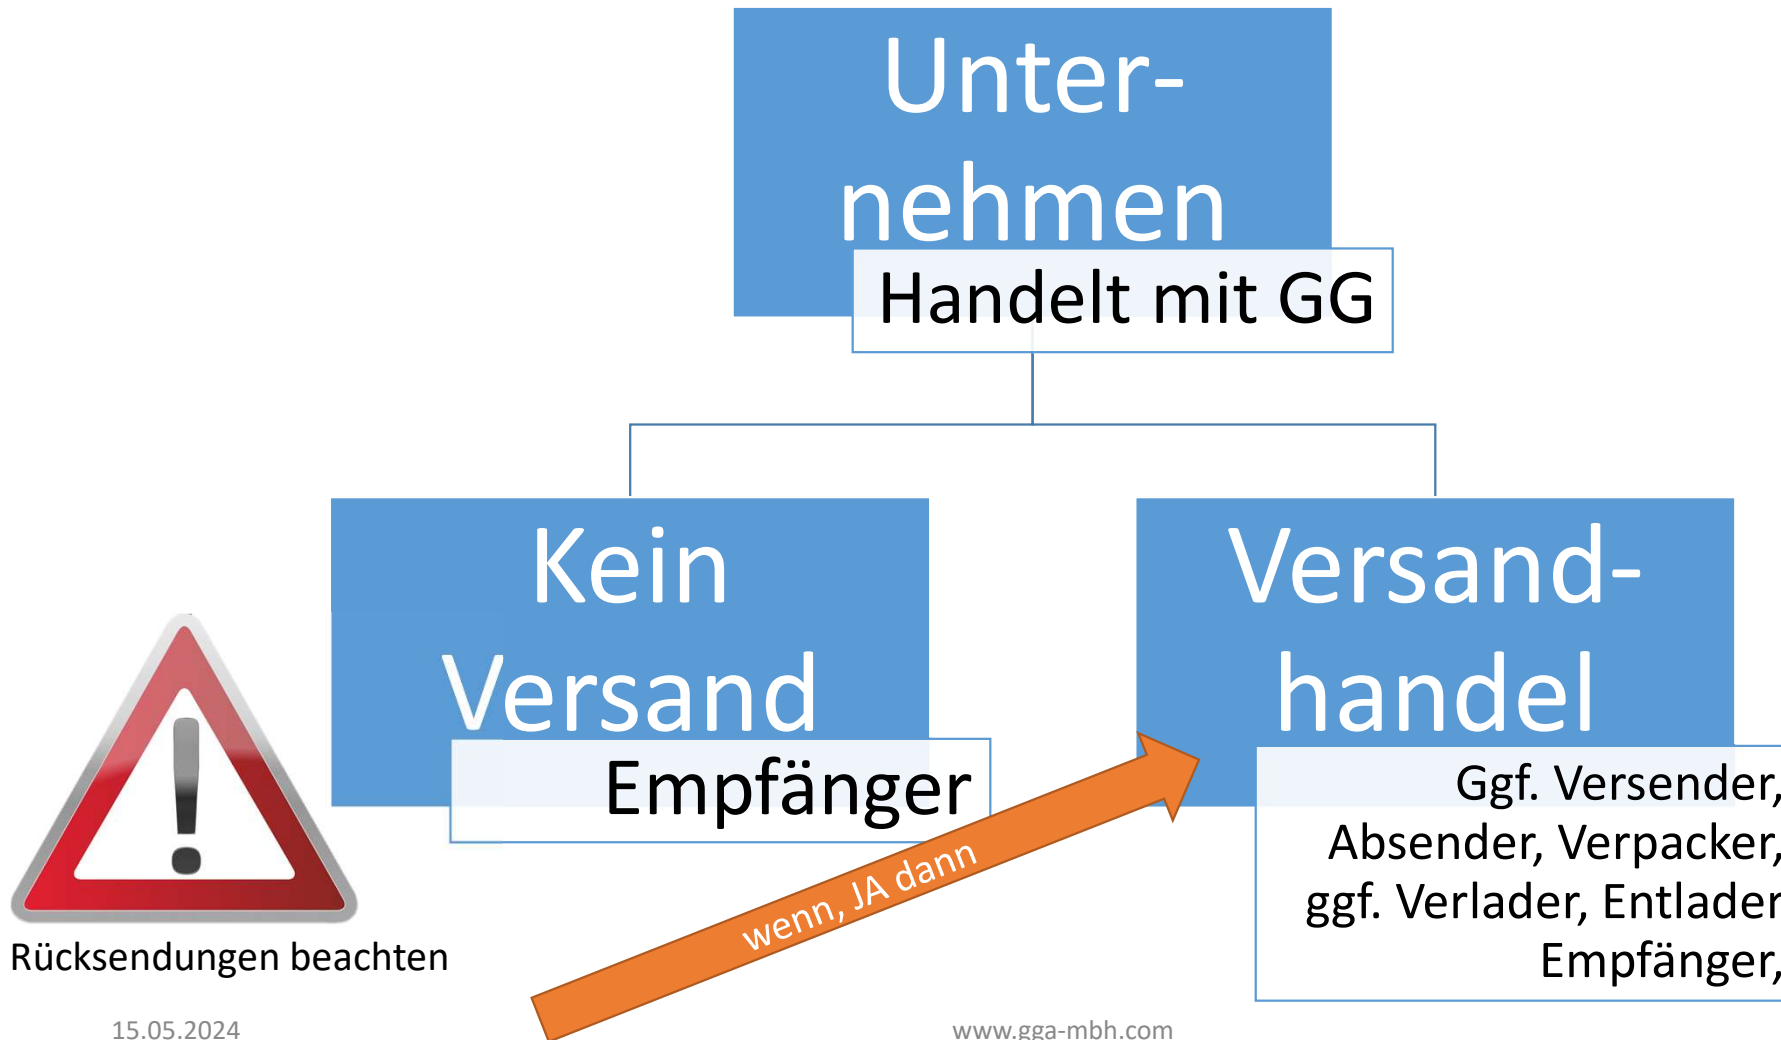 Unter-
nehmen
Handelt mit GG
Kein
Versand
Empfänger
Versand-
handel
Ggf. Versender,
Absender, Verpacker,
ggf. Verlader, Entlader
Empfänger,
wenn, JA dann
Rücksendungen beachten
15.05.2024
www.gga-mbh.com